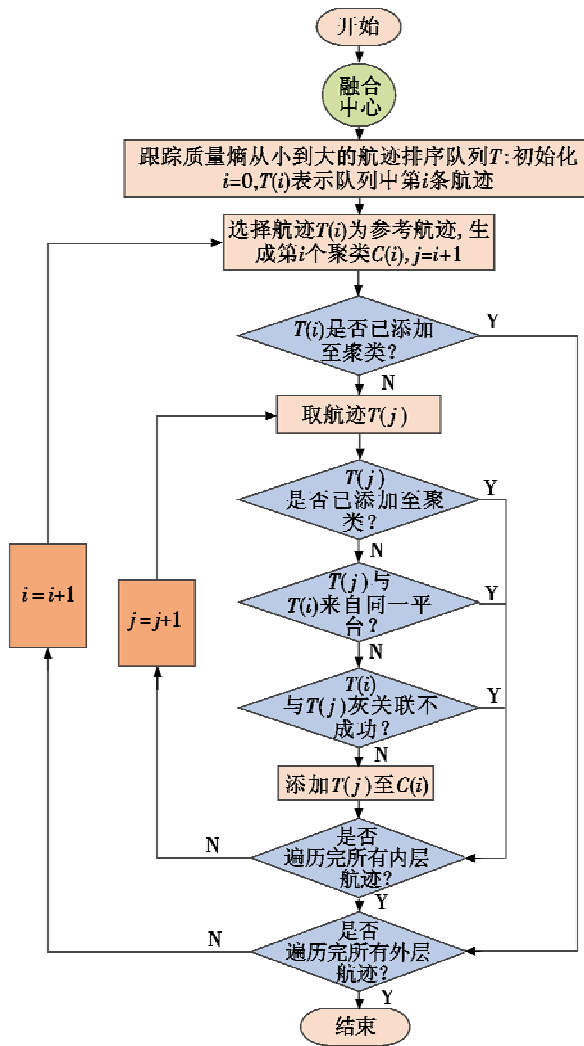 开始
融合
中心
跟踪质量熵从小到大的航迹排序队列T:初始化
i=0,T(i)表示队列中第i条航迹
选择航迹T(i)为参考航迹,生
成第i个聚类C(i),j=i+1
T(i)是否已添加
至聚类?
Y
N
取航迹T(j)
T(j)
是否已添加至聚
类?
Y
N
T(j)与
T(i)来自同一平
台?
Y
N
i=i+1
j=j+1
T(i)
与T(j)灰关联不
成功?
Y
N
添加T(j)至C(i)
是否
遍历完所有内层
航迹?
N
Y
是否
遍历完所有外层
航迹?
N
Y
结束